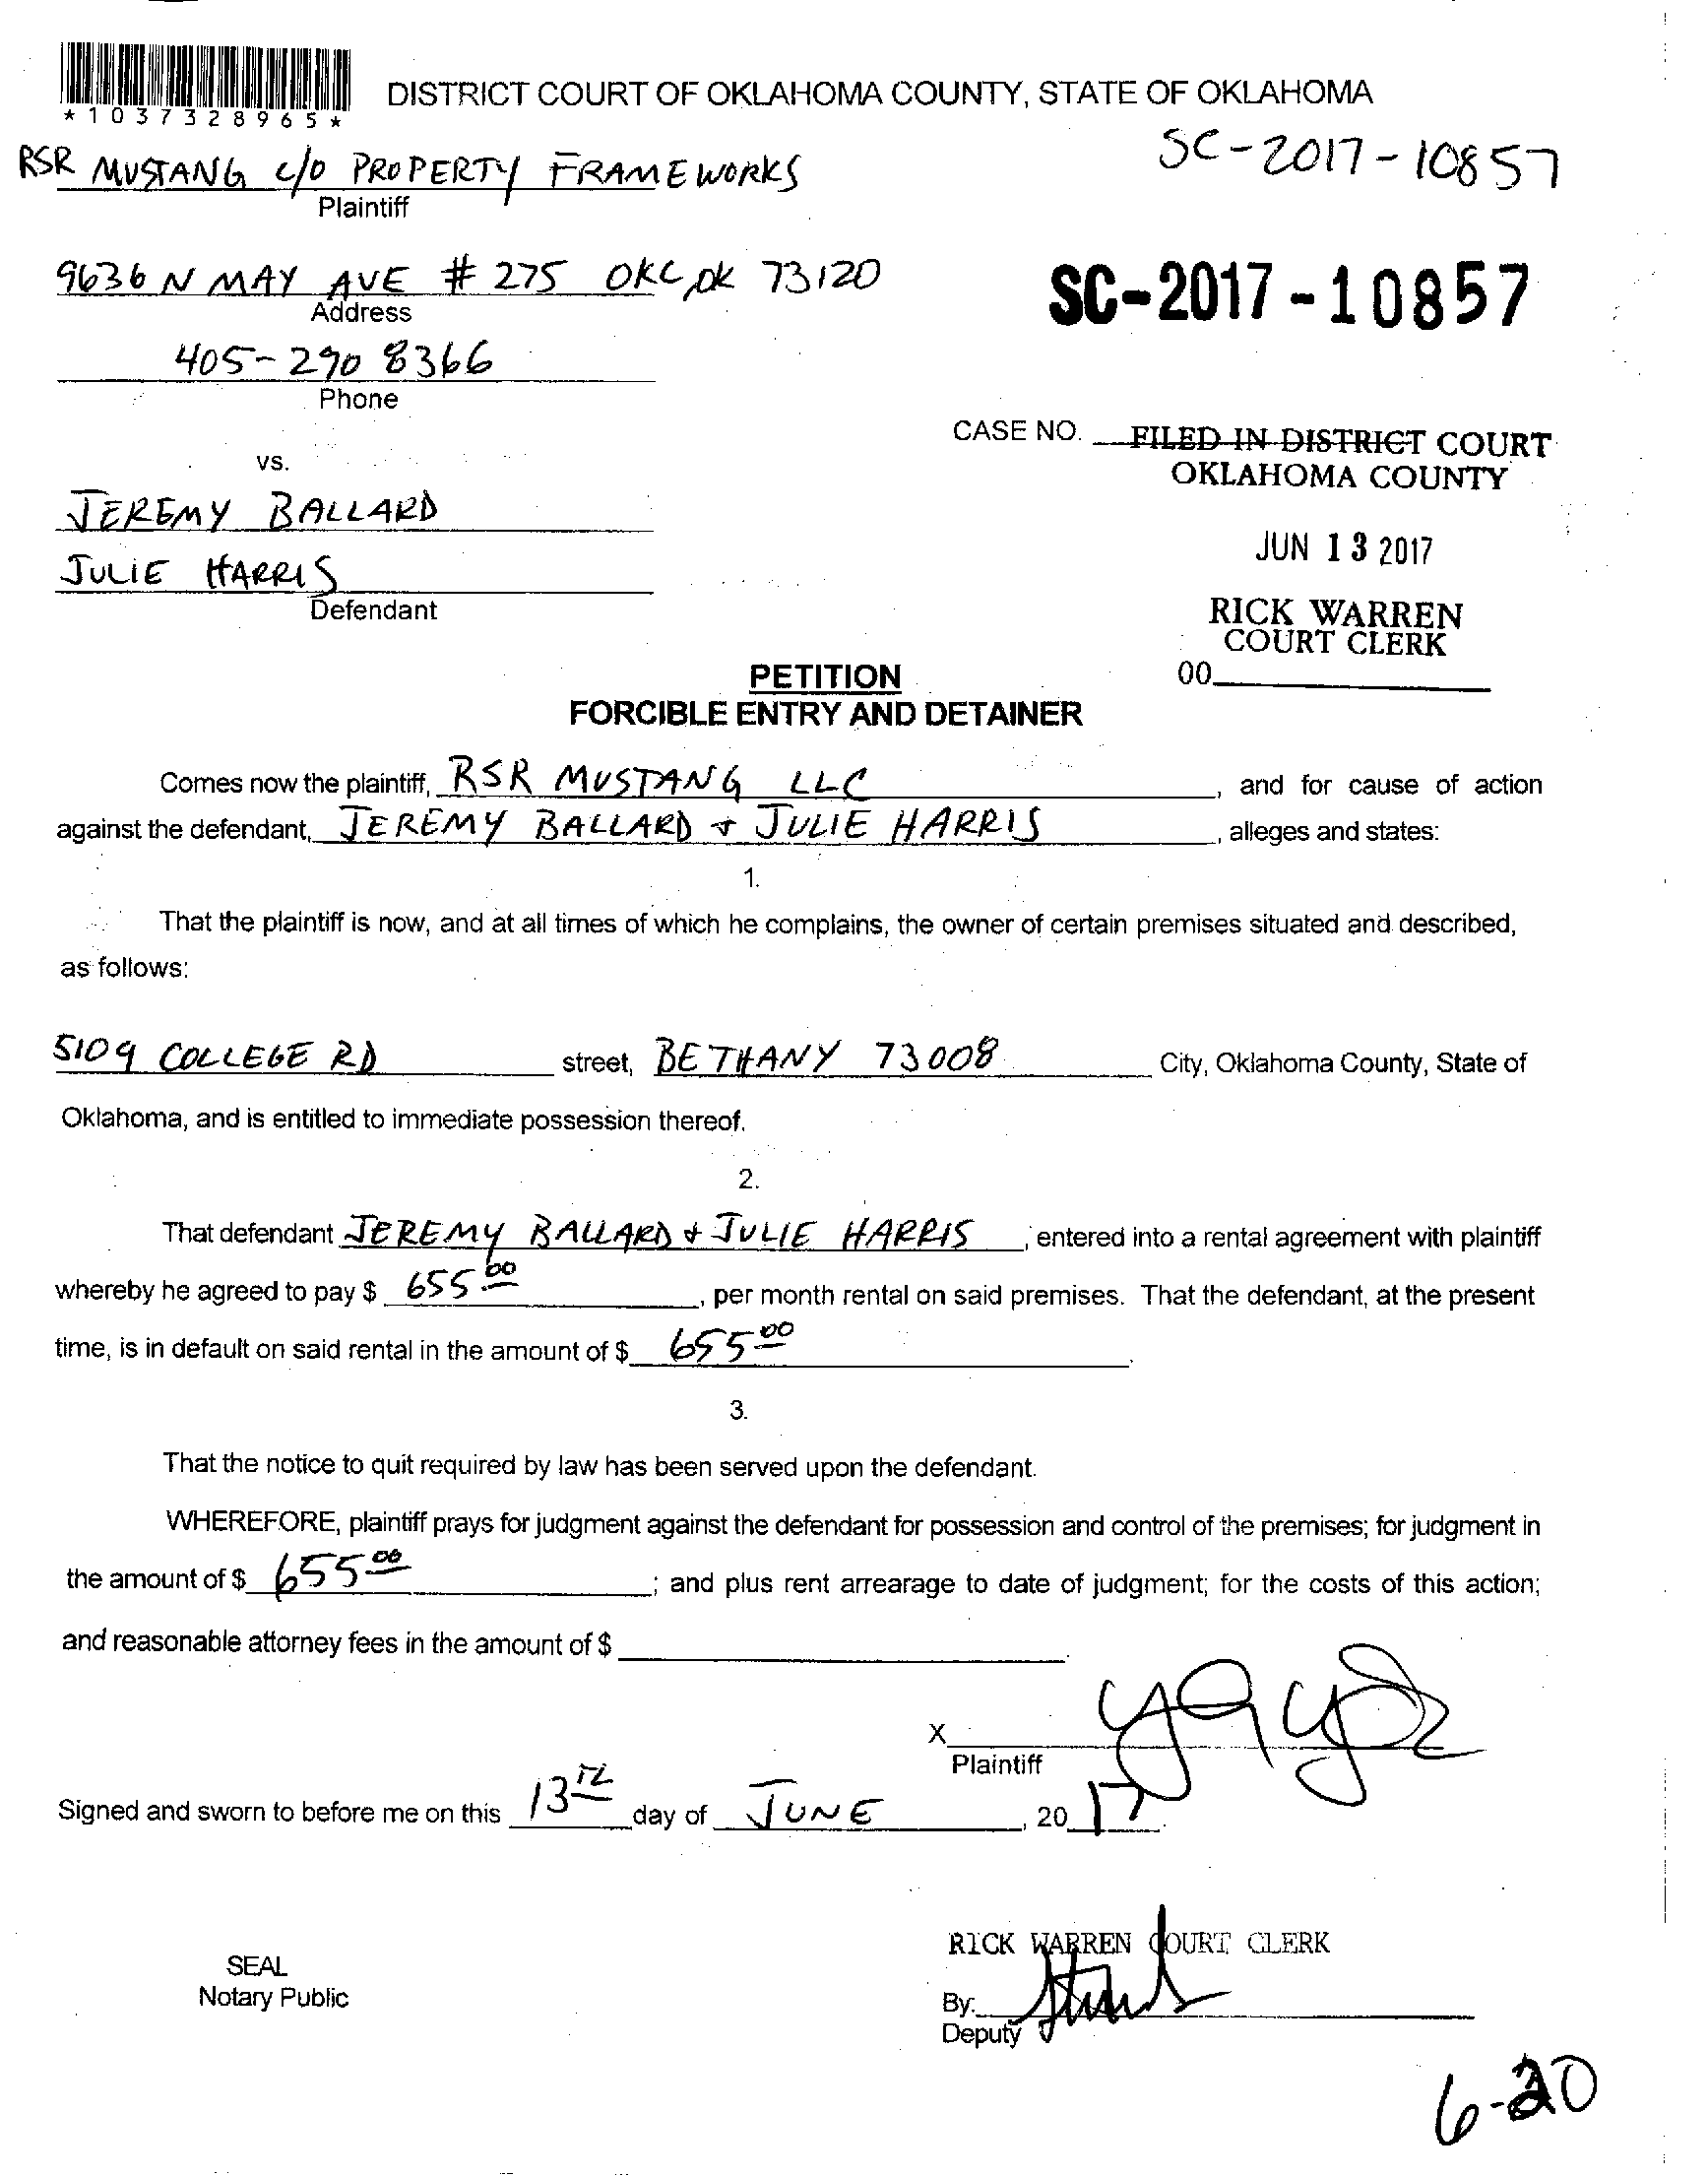 DISTRICT COURT OF OKLAHOMA COUNTY, STATE OF OKLAHOMA
*1037328965*
SC-2017-10857
RSR MUSTANG c/o PROPERTY FRAMEWORKS
Plaintiff
9636 N MAY AVE # 275 OKC, OK 73120
Address
SC-2017-10857
405-290 8366
Phone
CASE NO. FILED IN DISTRICT COURT
OKLAHOMA COUNTY
vs.
JEREMY BALLARD
JUN 13 2017
JULIE HARRIS
Defendant
RICK WARREN
COURT CLERK
00
PETITION
FORCIBLE ENTRY AND DETAINER
Comes now the plaintiff, RSR MUSTANG LLC, and for cause of action
against the defendant, JEREMY BALLARD & JULIE HARRIS, alleges and states:
1.
That the plaintiff is now, and at all times of which he complains, the owner of certain premises situated and described,
as follows:
5109 COLLEGE RD street, BETHANY 73008 City, Oklahoma County, State of
Oklahoma, and is entitled to immediate possession thereof.
2.
That defendant JEREMY BALLARD & JULIE HARRIS, entered into a rental agreement with plaintiff
whereby he agreed to pay $ 655 00, per month rental on said premises. That the defendant, at the present
time, is in default on said rental in the amount of $ 655 00.
3.
That the notice to quit required by law has been served upon the defendant.
WHEREFORE, plaintiff prays for judgment against the defendant for possession and control of the premises; for judgment in
the amount of $ 655 00; and plus rent arrearage to date of judgment; for the costs of this action;
and reasonable attorney fees in the amount of $
X
Plaintiff
Signed and sworn to before me on this 13th day of JUNE, 20 17.
RICK WARREN COURT CLERK
SEAL
Notary Public
By:
Deputy
6-20